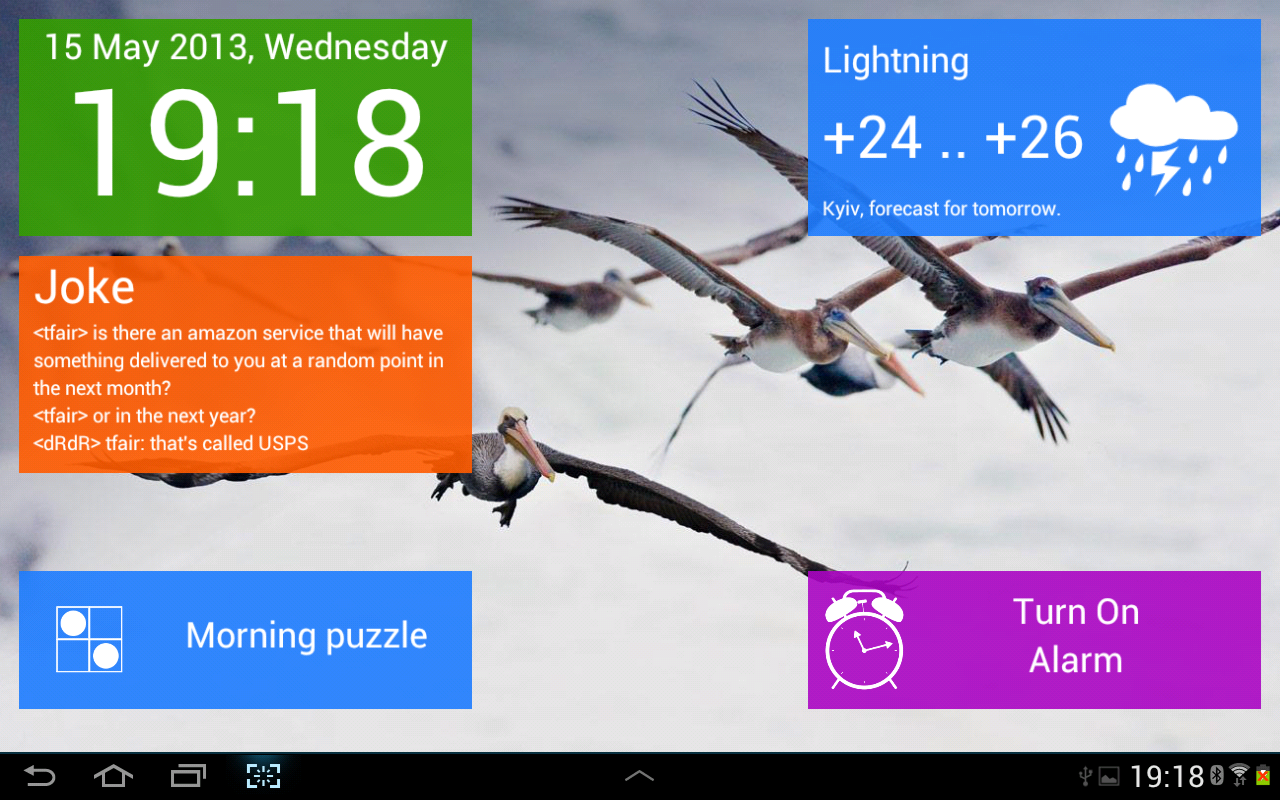 15 May 2013, Wednesday
19:18
Lightning
+24 .. +26
Kyiv, forecast for tomorrow.
Joke
<tfair> is there an amazon service that will have
something delivered to you at a random point in
the next month?
<tfair> or in the next year?
<dRdR> tfair: that's called USPS
Morning puzzle
Turn On
Alarm
19:18